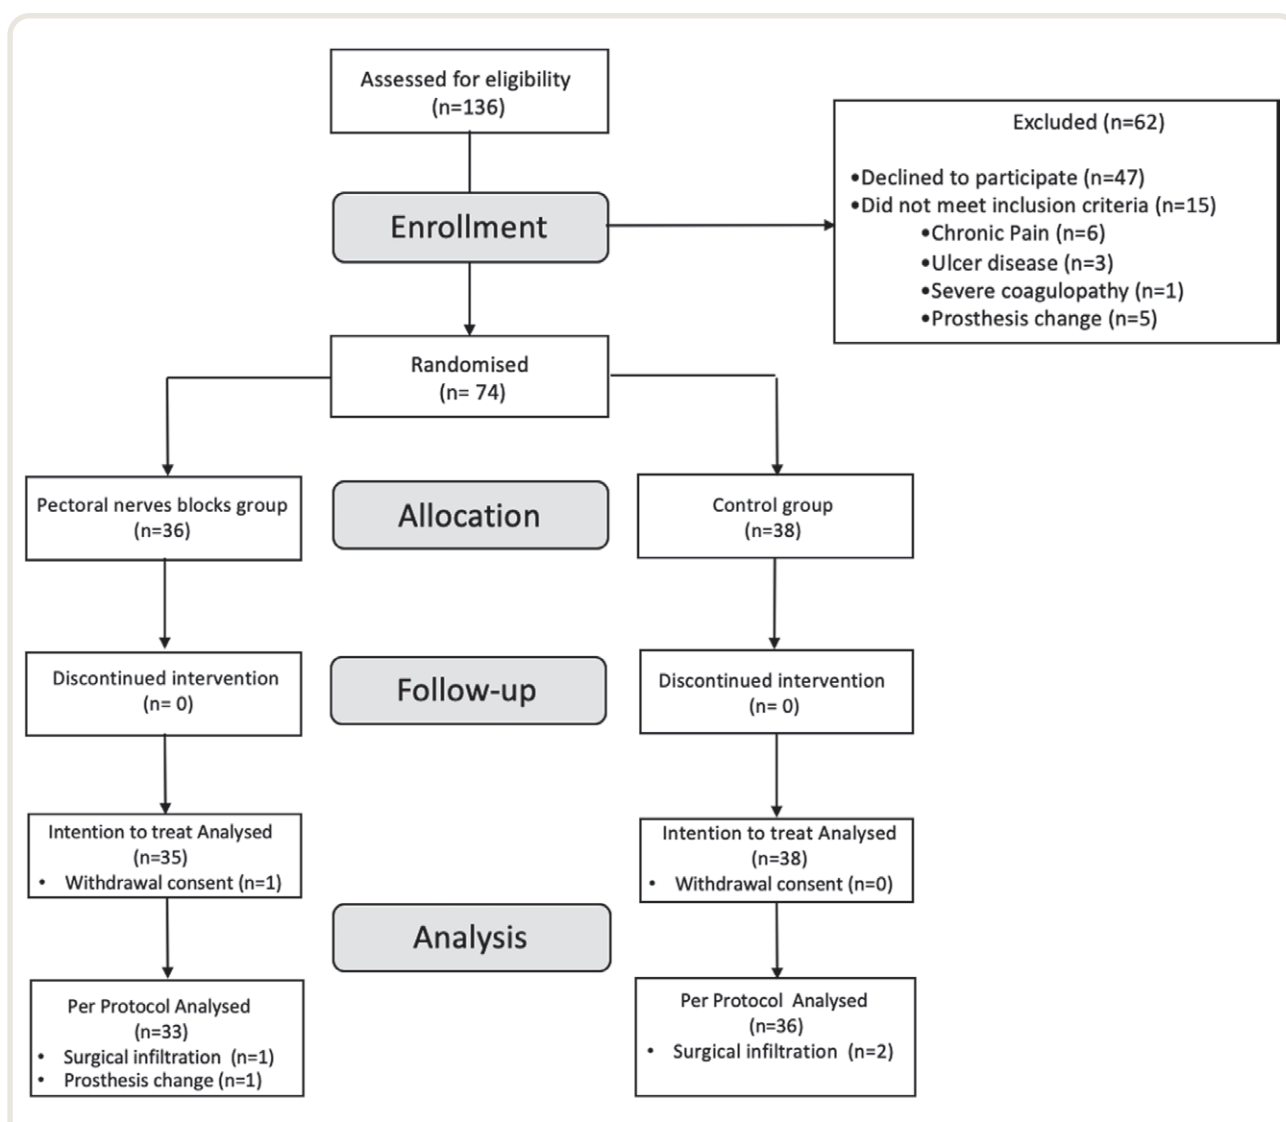 Assessed for eligibility
(n=136)
Excluded (n=62)
•Declined to participate (n=47)
•Did not meet inclusion criteria (n=15)
•Chronic Pain (n=6)
•Ulcer disease (n=3)
•Severe coagulopathy (n=1)
•Prosthesis change (n=5)
Enrollment
Randomised
(n= 74)
Pectoral nerves blocks group
(n=36)
Allocation
Control group
(n=38)
Discontinued intervention
(n= 0)
Follow-up
Discontinued intervention
(n= 0)
Intention to treat Analysed
(n=35)
• Withdrawal consent (n=1)
Intention to treat Analysed
(n=38)
• Withdrawal consent (n=0)
Analysis
Per Protocol Analysed
(n=33)
• Surgical infiltration (n=1)
• Prosthesis change (n=1)
Per Protocol Analysed
(n=36)
• Surgical infiltration (n=2)